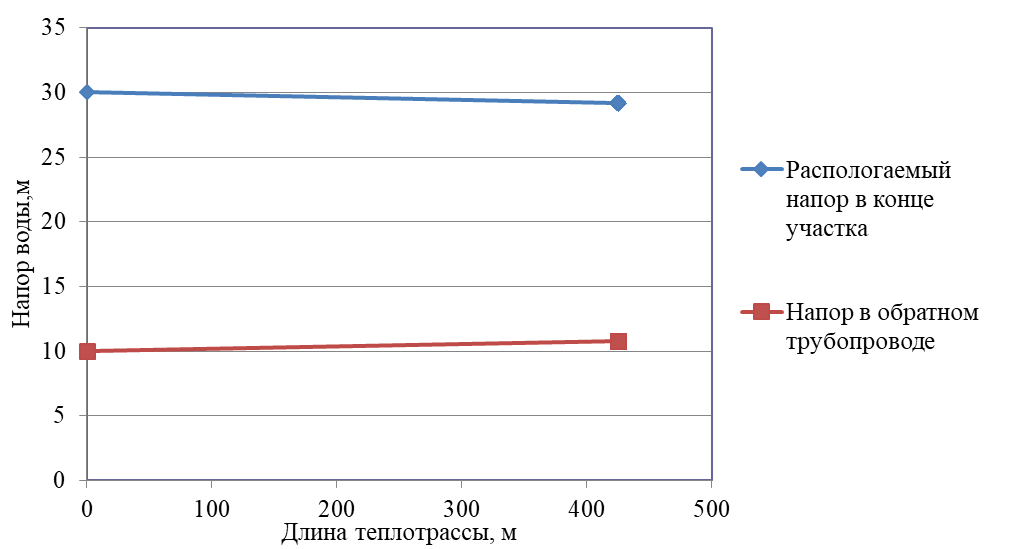 35
30
25
20
15
10
5
0
Напор воды,м
0 100 200 300 400 500
Длина теплотрассы, м
Распологаемый
напор в конце
участка
Напор в обратном
трубопроводе